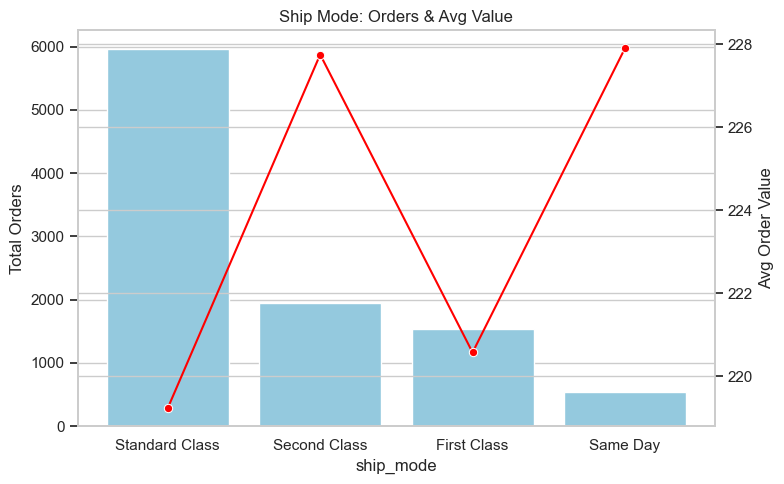 Ship Mode: Orders & Avg Value
6000
5000
4000
3000
2000
1000
0
Total Orders
228
226
224
222
220
Avg Order Value
Standard Class
Second Class
First Class
Same Day
ship_mode